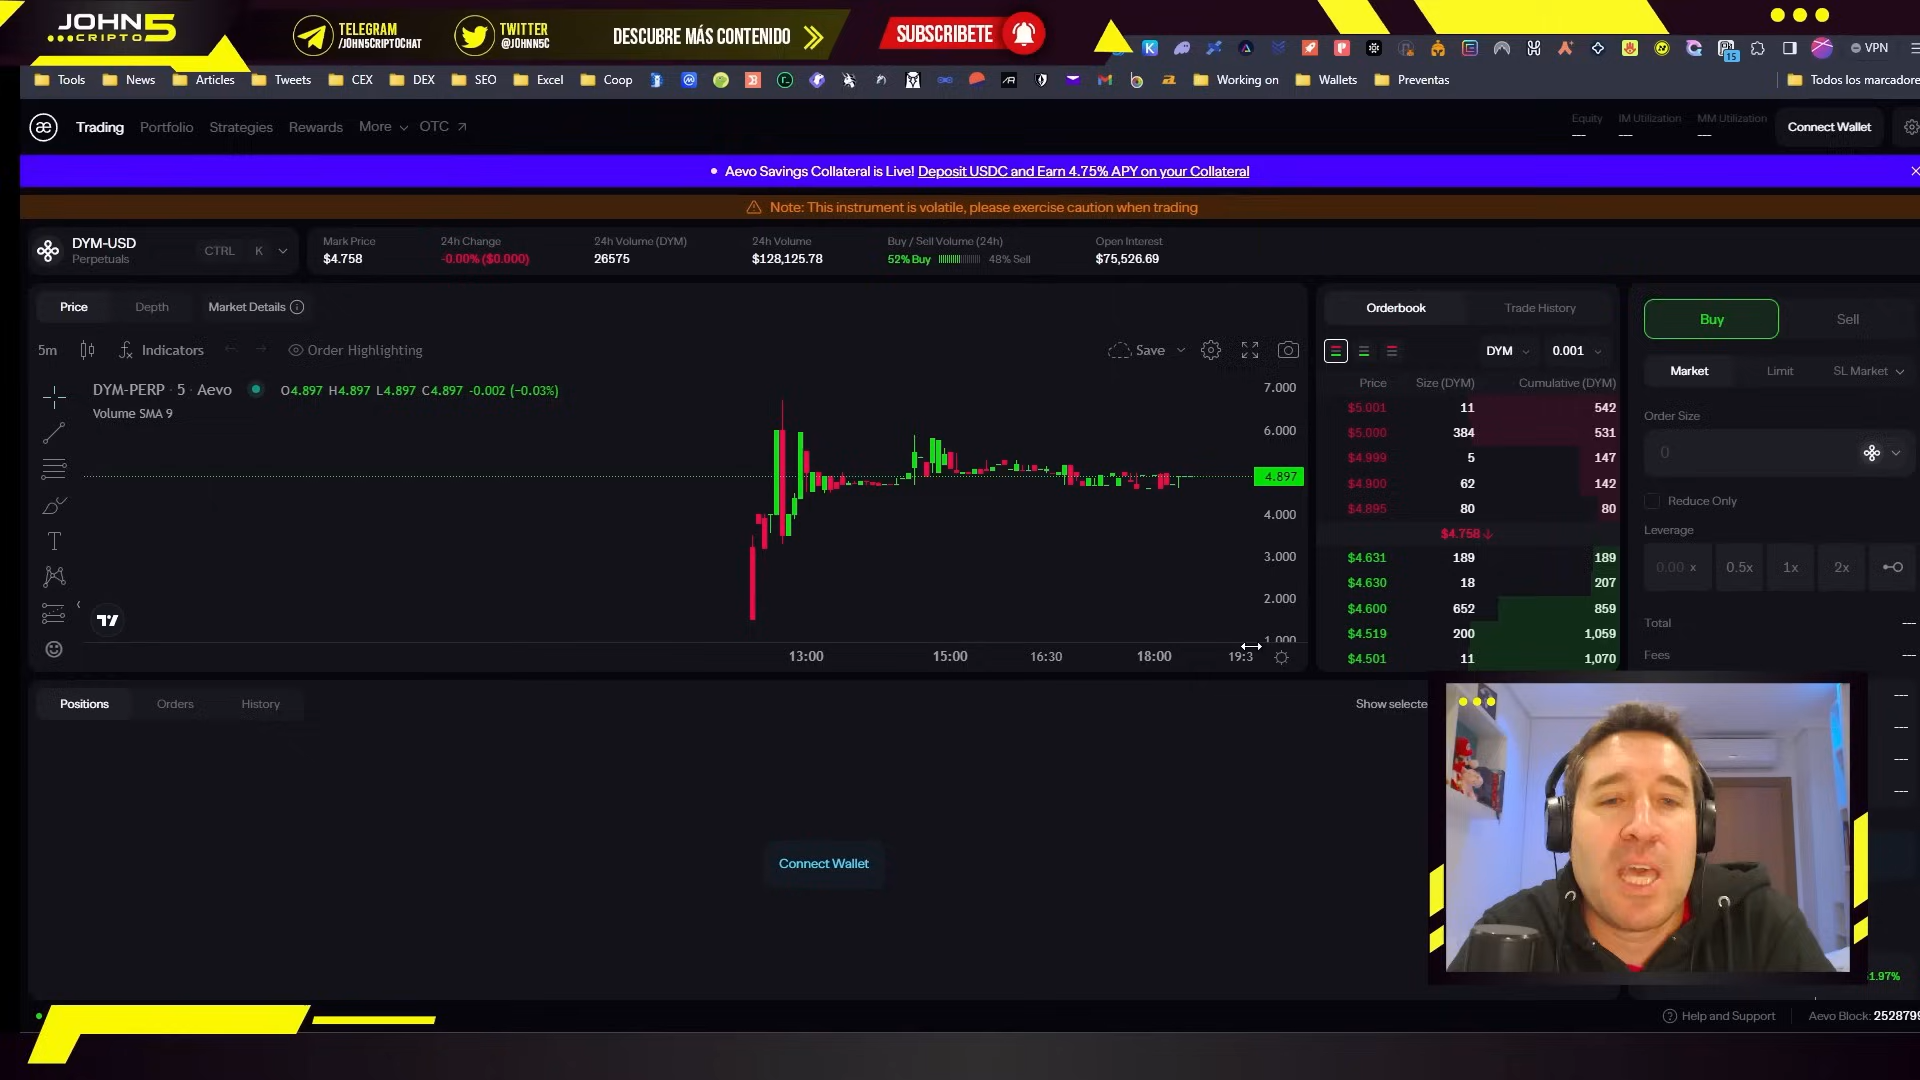 JOHN 5
CRIPTO
TELEGRAM
/JOHN5CRIPTOCHAT
TWITTER
@J0HNN5C
DESCUBRE MÁS CONTENIDO
SUBSCRIBETE
15
VPN
Tools
News
Articles
Tweets
CEX
DEX
SEO
Excel
Coop
Working on
Wallets
Preventas
Todos los marcadore
Trading
Portfolio
Strategies
Rewards
More
OTC
Equity
---
IM Utilization
---
MM Utilization
---
Connect Wallet
Aevo Savings Collateral is Live! Deposit USDC and Earn 4.75% APY on your Collateral
Note: This instrument is volatile, please exercise caution when trading
DYM-USD
Perpetuals
CTRL K
Mark Price
$4.758
24h Change
-0.00% ($0.000)
24h Volume (DYM)
26575
24h Volume
$128,125.78
Buy / Sell Volume (24h)
52% Buy
48% Sell
Open Interest
$75,526.69
Price
Depth
Market Details
5m
Indicators
Order Highlighting
Save
DYM-PERP · 5 · Aevo
O4.897 H4.897 L4.897 C4.897 -0.002 (−0.03%)
Volume SMA 9
7.000
6.000
4.897
4.000
3.000
2.000
1.000
13:00
15:00
16:30
18:00
19:3
Orderbook
Trade History
DYM
0.001
Price
Size (DYM)
Cumulative (DYM)
$5.001 11 542
$5.000 384 531
$4.999 5 147
$4.900 62 142
$4.895 80 80
$4.758
$4.631 189 189
$4.630 18 207
$4.600 652 859
$4.519 200 1,059
$4.501 11 1,070
Buy
Sell
Market
Limit
SL Market
Order Size
0
Reduce Only
Leverage
0.00 x
0.5x
1x
2x
Total ---
Fees ---
---
---
---
---
Positions
Orders
History
Show selecte
Connect Wallet
1.97%
Help and Support
Aevo Block: 2528799